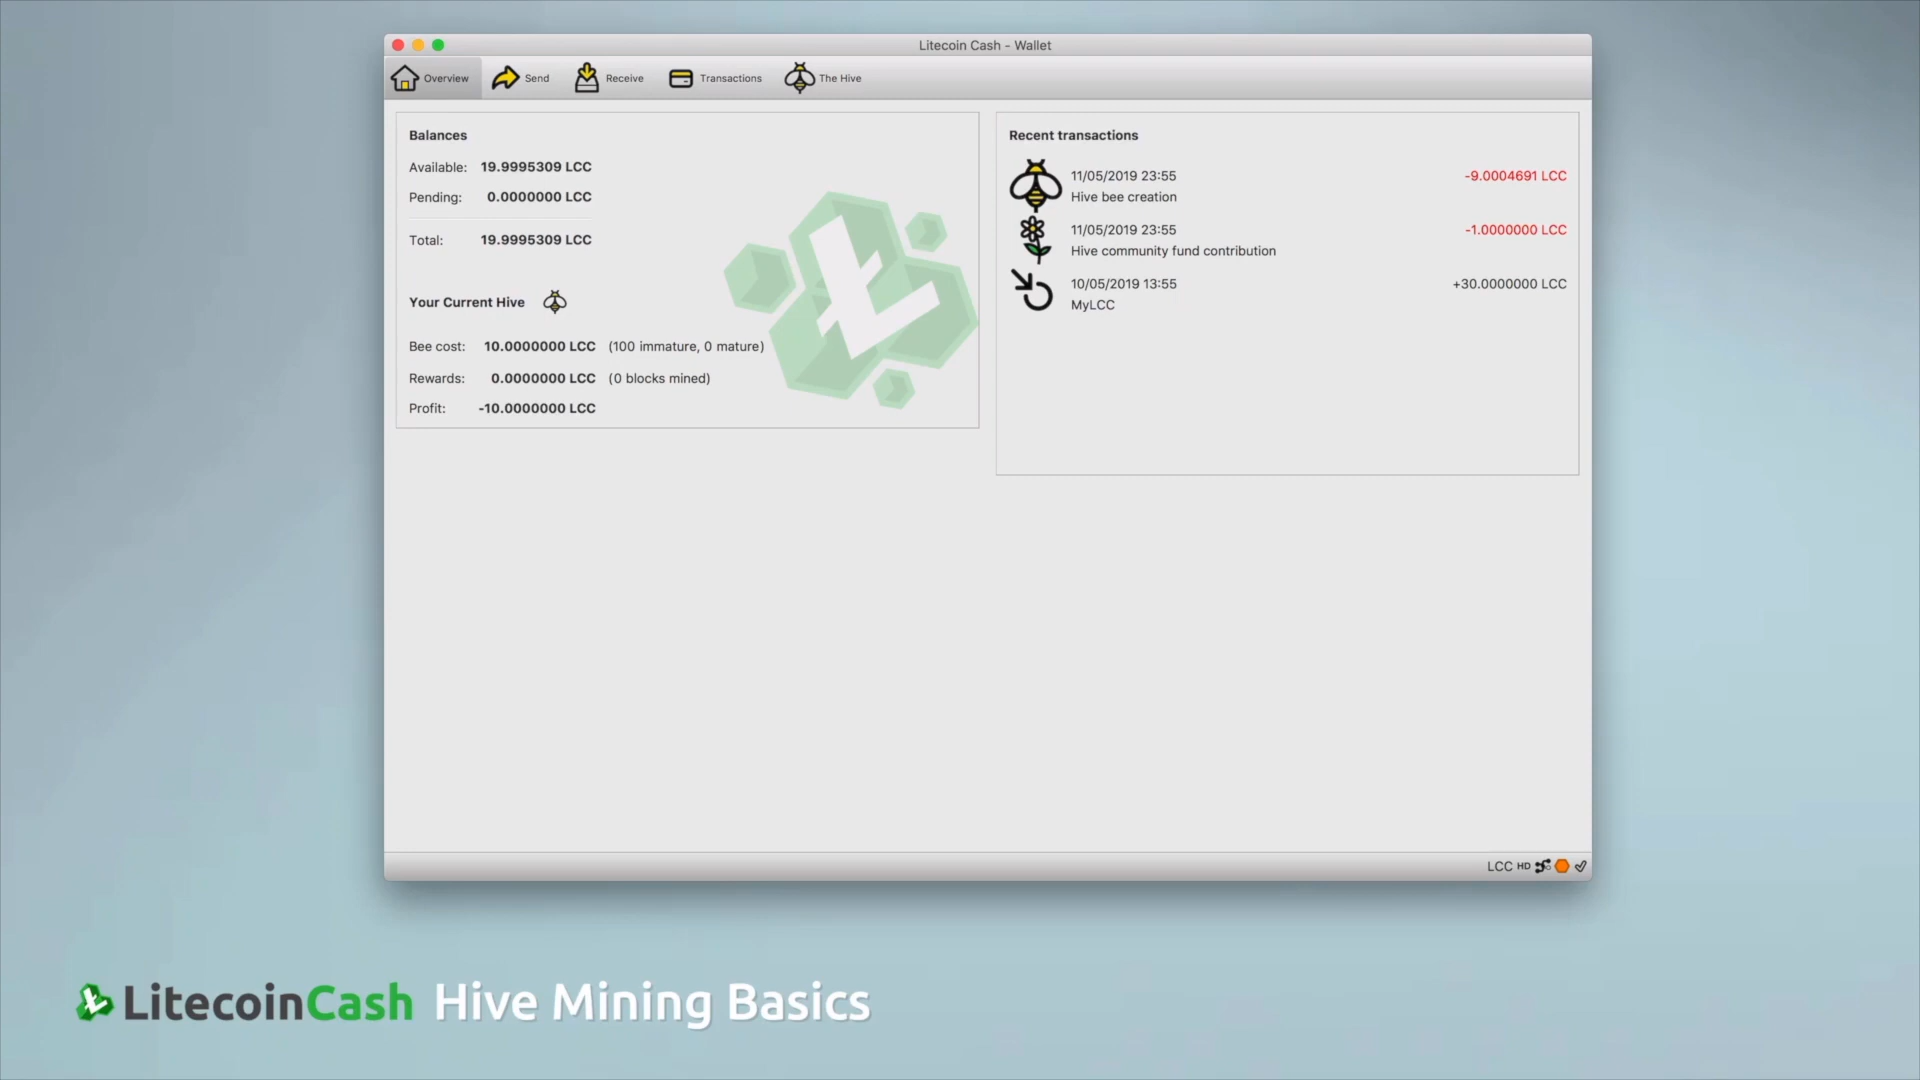 Litecoin Cash - Wallet
Overview
Send
Receive
Transactions
The Hive
Balances
Available: 19.9995309 LCC
Pending: 0.0000000 LCC
Total: 19.9995309 LCC
Your Current Hive
Bee cost: 10.0000000 LCC (100 immature, 0 mature)
Rewards: 0.0000000 LCC (0 blocks mined)
Profit: -10.0000000 LCC
Recent transactions
11/05/2019 23:55 -9.0004691 LCC
Hive bee creation
11/05/2019 23:55 -1.0000000 LCC
Hive community fund contribution
10/05/2019 13:55 +30.0000000 LCC
MyLCC
LCC HD
LitecoinCash Hive Mining Basics